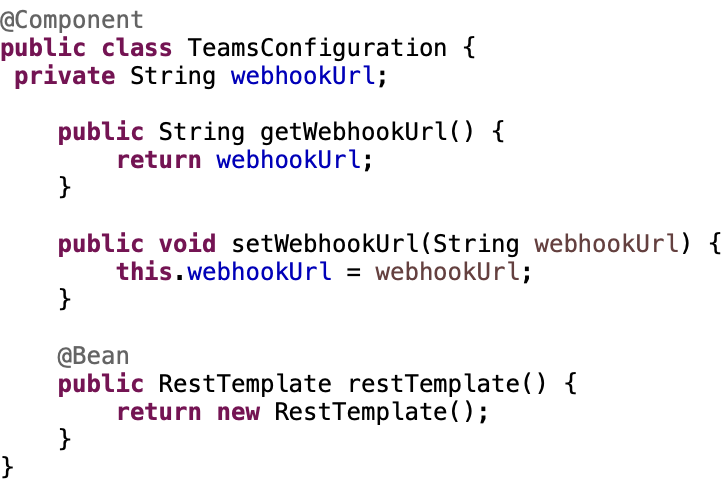 @Component
public class TeamsConfiguration {
 private String webhookUrl;

    public String getWebhookUrl() {
        return webhookUrl;
    }

    public void setWebhookUrl(String webhookUrl) {
        this.webhookUrl = webhookUrl;
    }

    @Bean
    public RestTemplate restTemplate() {
        return new RestTemplate();
    }
}